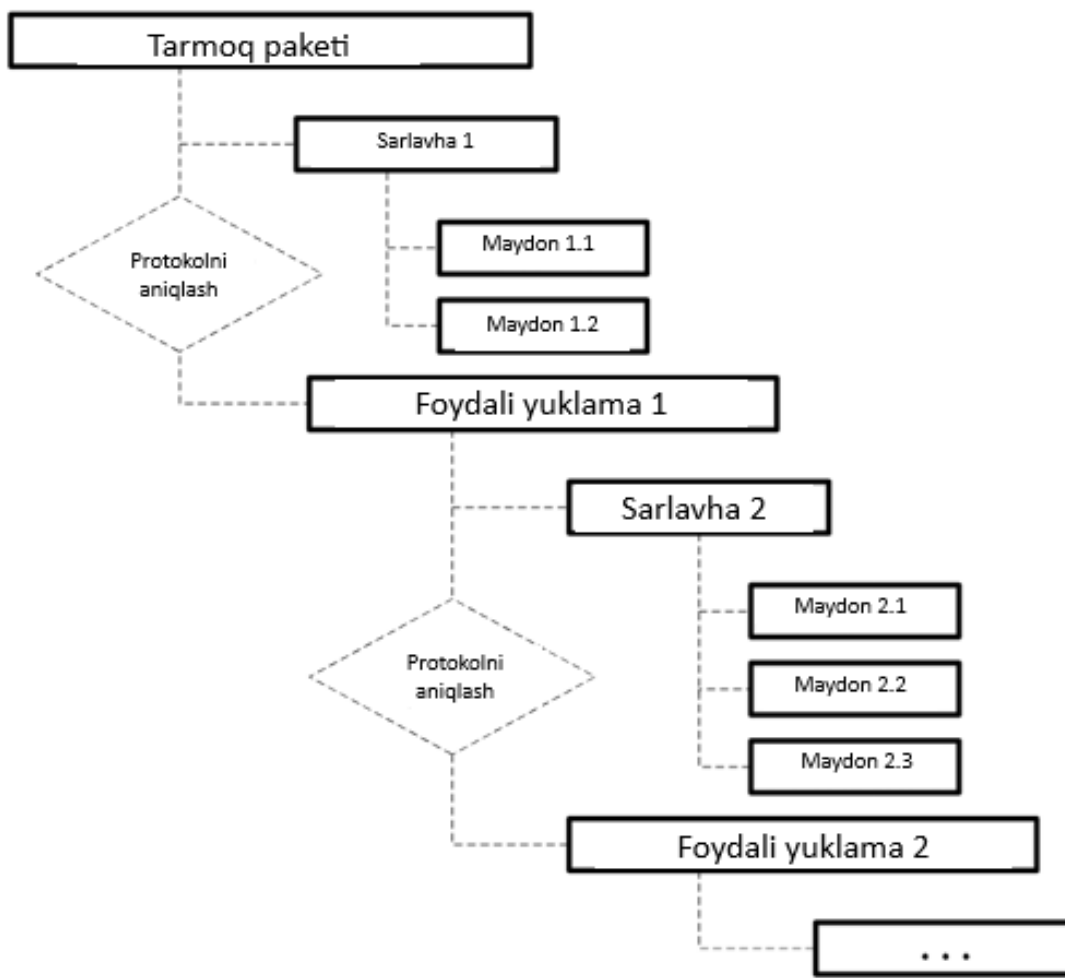 Tarmoq paketi
Sarlavha 1
Maydon 1.1
Protokolni
aniqlash
Maydon 1.2
Foydali yuklama 1
Sarlavha 2
Maydon 2.1
Protokolni
aniqlash
Maydon 2.2
Maydon 2.3
Foydali yuklama 2
...